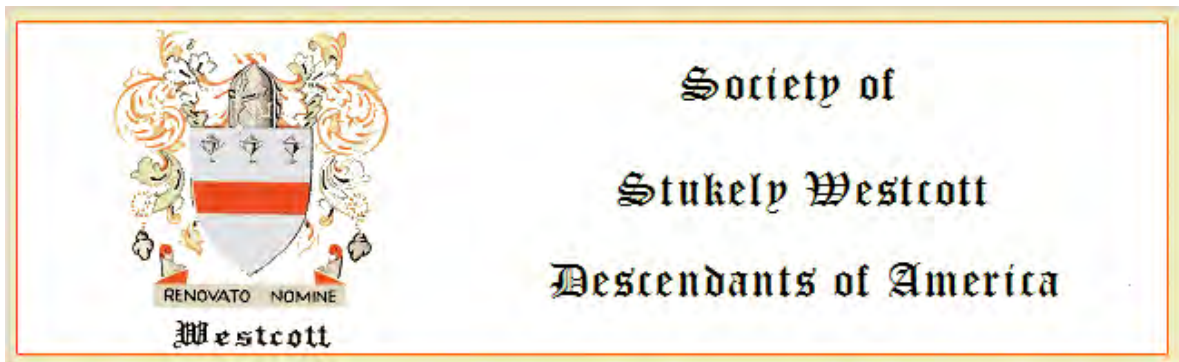 RENOVATO NOMINE
Westcott
Society of
Stukely Westcott
Descendants of America